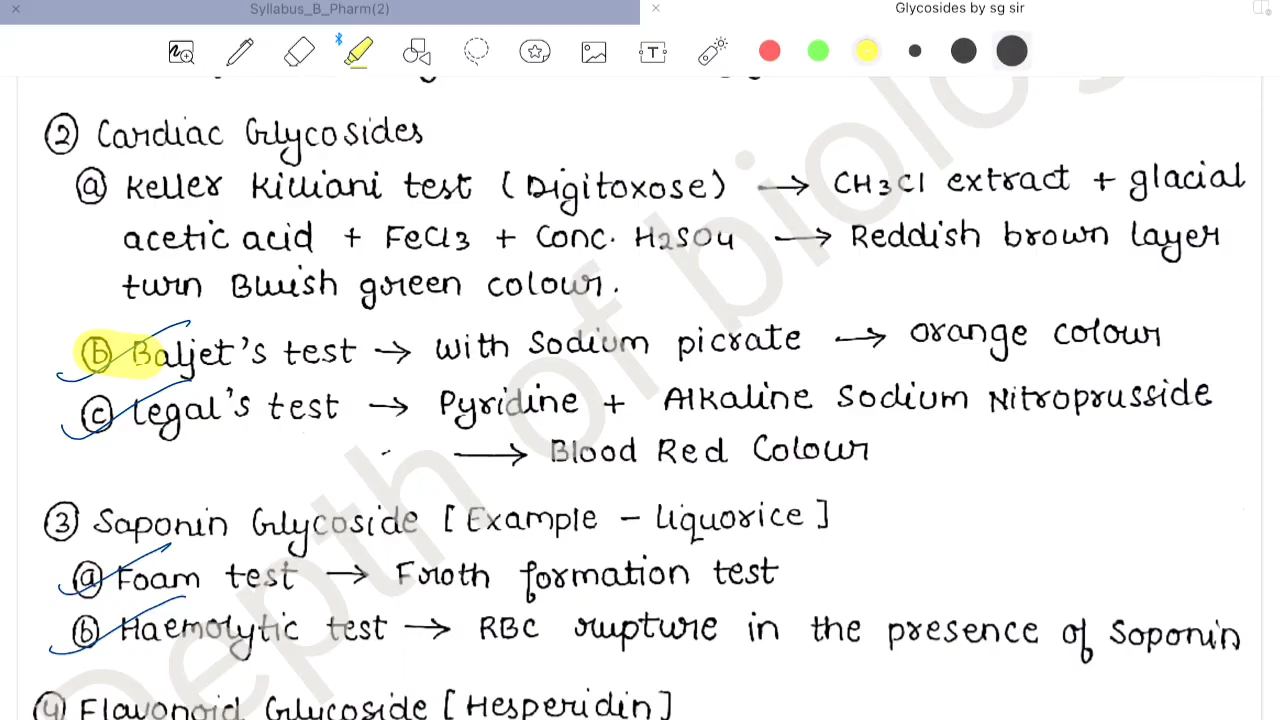 Syllabus_B_Pharm(2)
Glycosides by sg sir
② Cardiac Glycosides
ⓐ Keller Killiani test (Digitoxose) → CH3Cl extract + glacial
acetic acid + FeCl3 + Conc. H2SO4 → Reddish brown layer
turn Bluish green colour.
ⓑ Baljet's test → with Sodium picrate → orange colour
ⓒ Legal's test → Pyridine + Alkaline Sodium Nitroprusside
→ Blood Red Colour
③ Saponin Glycoside [Example - Liquorice]
ⓐ Foam test → Froth formation test
ⓑ Haemolytic test → RBC rupture in the presence of Saponin
④ Flavonoid Glycoside [Hesperidin]
Depth of biolo